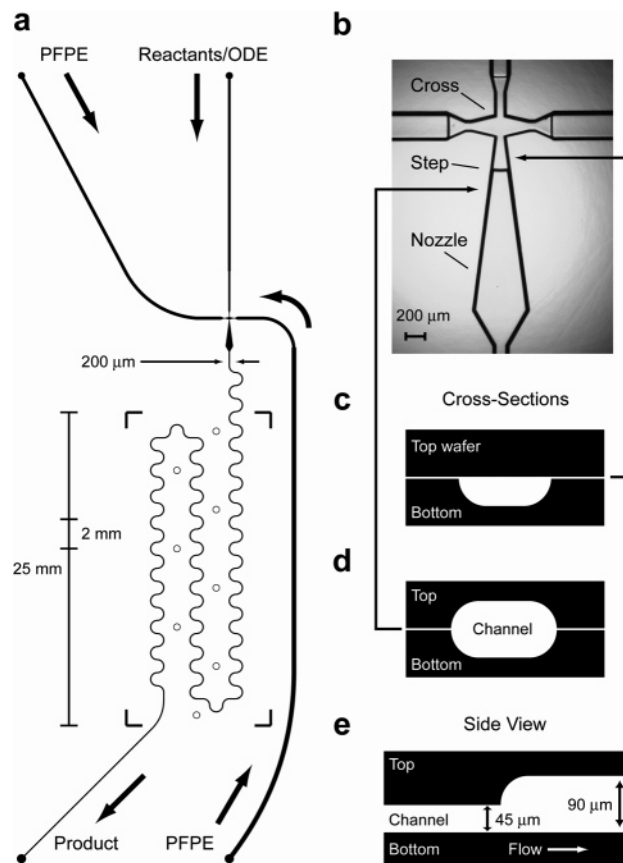 a
PFPE
Reactants/ODE
200 μm
2 mm
25 mm
Product
PFPE
b
Cross
Step
Nozzle
200 μm
c
Cross-Sections
Top wafer
Bottom
d
Top
Channel
Bottom
e
Side View
Top
Channel
45 μm
90 μm
Bottom
Flow